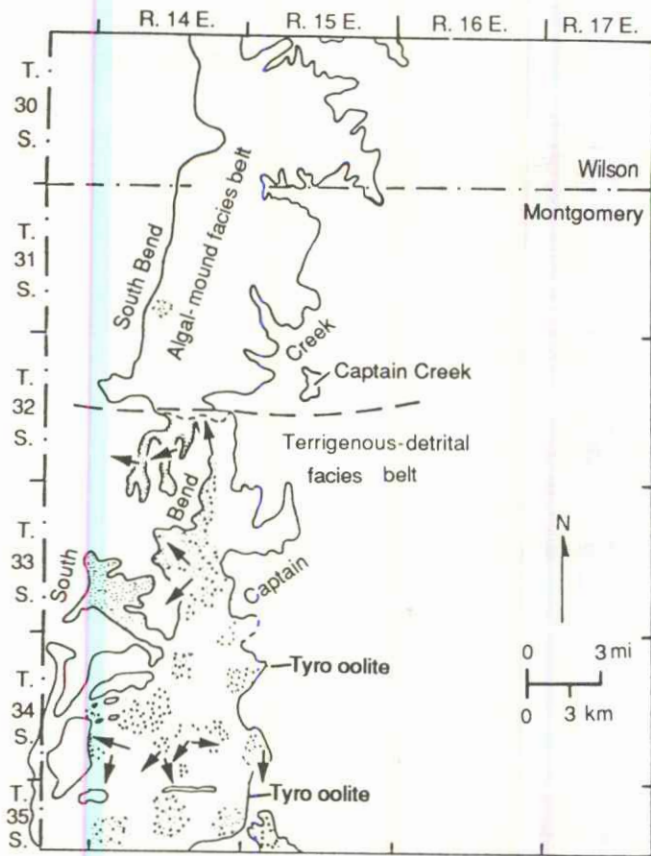 R. 14 E.
R. 15 E.
R. 16 E.
R. 17 E.
T.
30
S.
Wilson
Montgomery
T.
31
S.
South Bend
Algal-mound facies belt
Creek
Captain Creek
T.
32
S.
Terrigenous-detrital
facies belt
Bend
South
Captain
T.
33
S.
N
0 3 mi
0 3 km
Tyro oolite
T.
34
S.
Tyro oolite
T.
35
S.